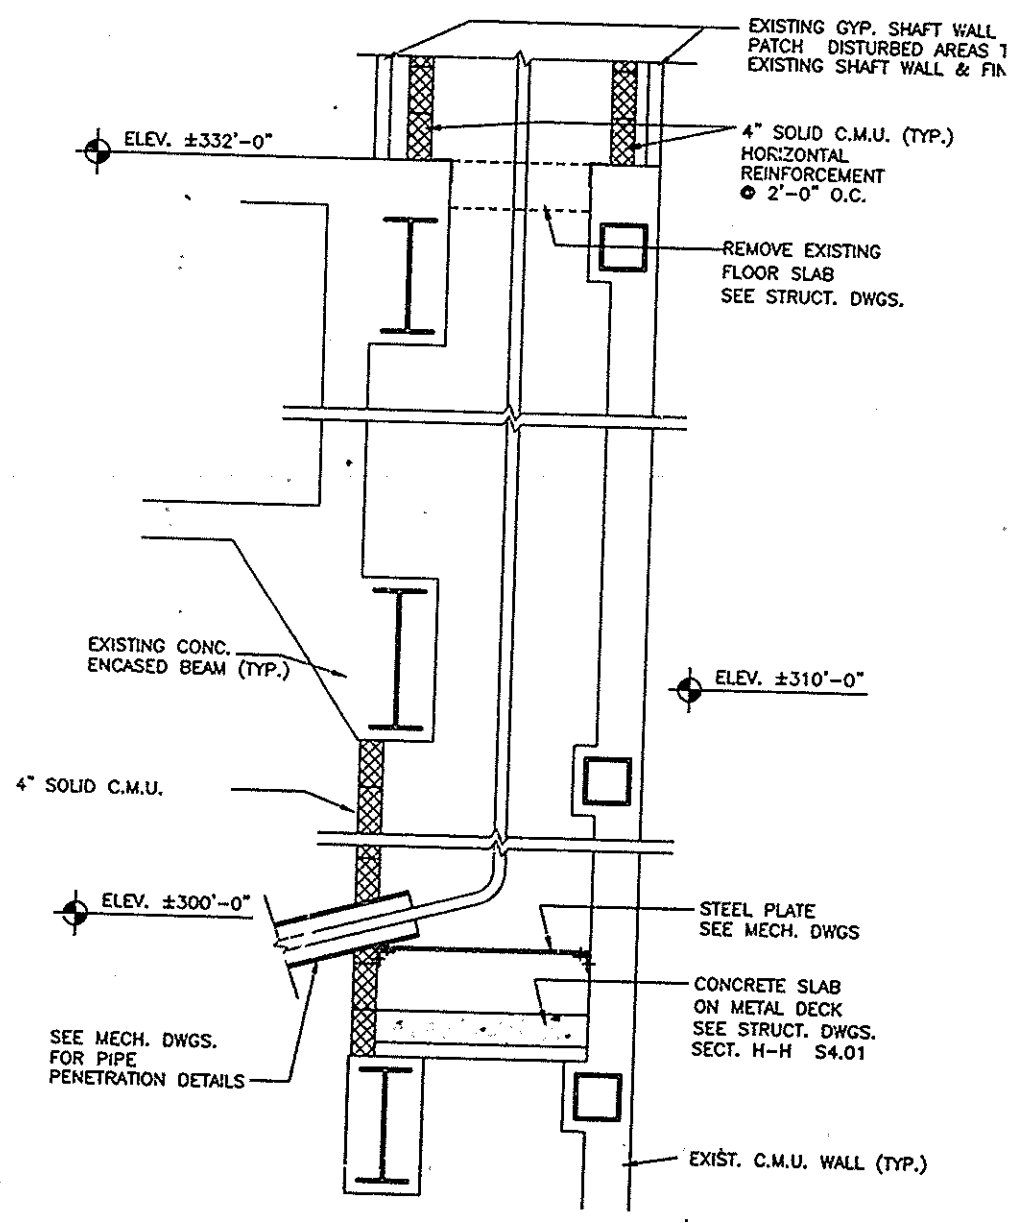 EXISTING GYP. SHAFT WALL
PATCH DISTURBED AREAS
EXISTING SHAFT WALL &
ELEV. ±332'-0"
4" SOLID C.M.U. (TYP.)
HORIZONTAL
REINFORCEMENT
@ 2'-0" O.C.
REMOVE EXISTING
FLOOR SLAB
SEE STRUCT. DWGS.
EXISTING CONC.
ENCASED BEAM (TYP.)
ELEV. ±310'-0"
4" SOLID C.M.U.
ELEV. ±300'-0"
STEEL PLATE
SEE MECH. DWGS
CONCRETE SLAB
ON METAL DECK
SEE STRUCT. DWGS.
SECT. H-H S4.01
SEE MECH. DWGS.
FOR PIPE
PENETRATION DETAILS
EXIST. C.M.U. WALL (TYP.)